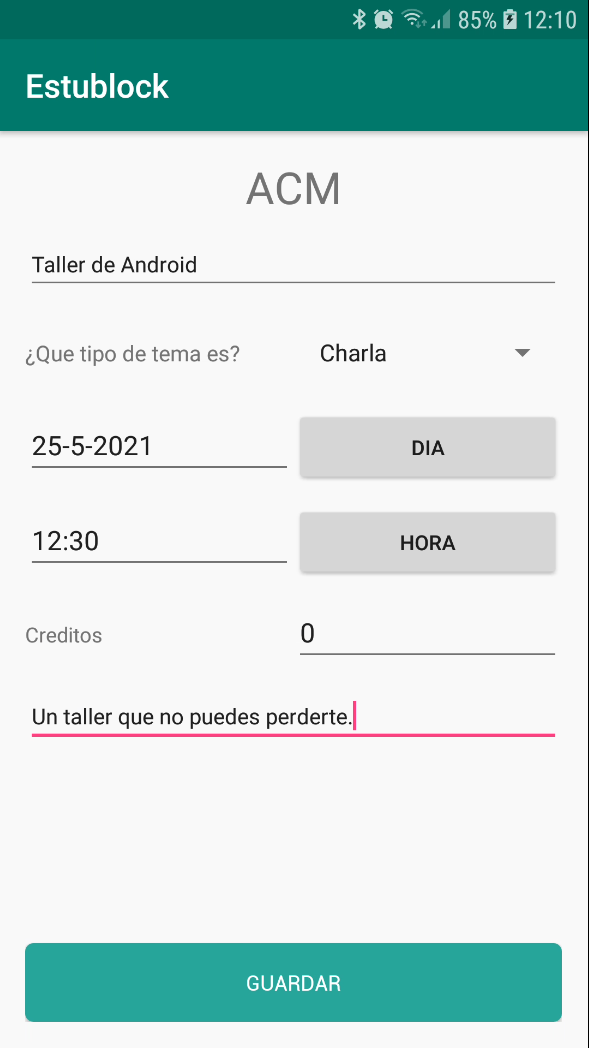 85% 12:10
Estublock
ACM
Taller de Android
¿Que tipo de tema es? Charla
25-5-2021 DIA
12:30 HORA
Creditos 0
Un taller que no puedes perderte.
GUARDAR